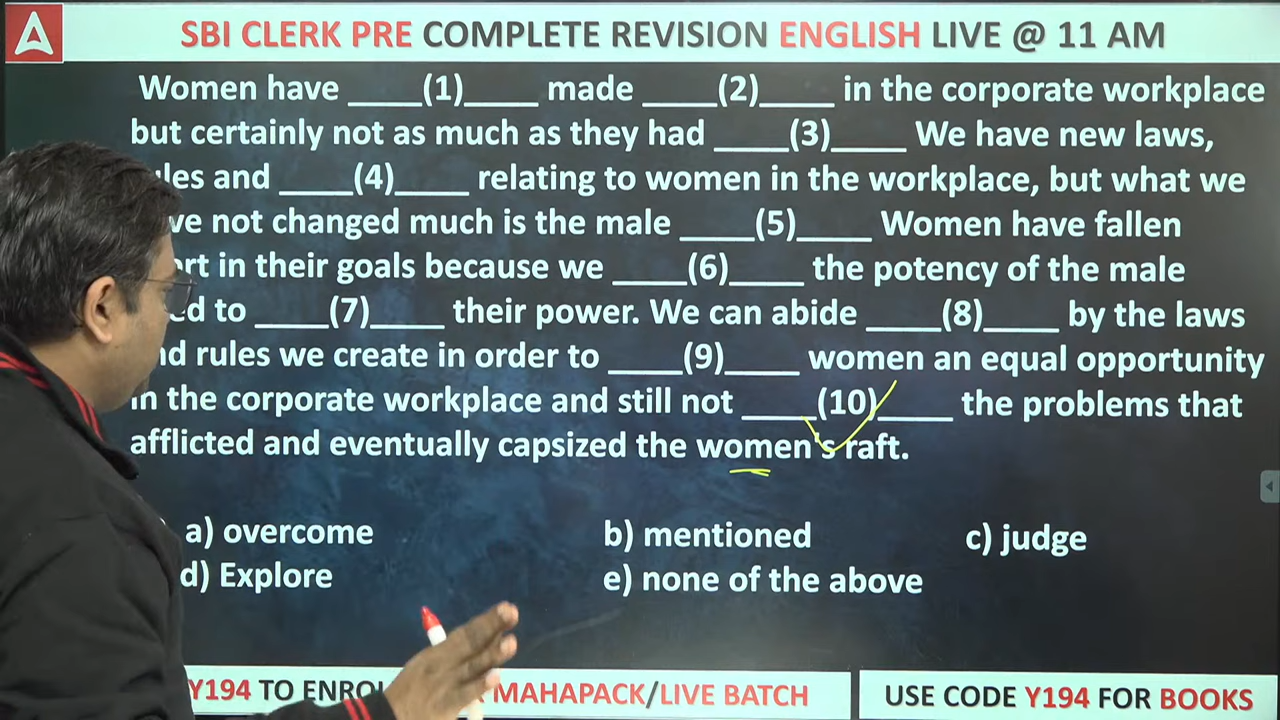 SBI CLERK PRE COMPLETE REVISION ENGLISH LIVE @ 11 AM
Women have ____(1)____ made ____(2)____ in the corporate workplace
but certainly not as much as they had ____(3)____ We have new laws,
and ____(4)____ relating to women in the workplace, but what we
not changed much is the male ____(5)____ Women have fallen
in their goals because we ____(6)____ the potency of the male
to ____(7)____ their power. We can abide ____(8)____ by the laws
rules we create in order to ____(9)____ women an equal opportunity
in the corporate workplace and still not ____(10)____ the problems that
afflicted and eventually capsized the women's raft.
a) overcome b) mentioned c) judge
d) Explore e) none of the above
Y194 TO MAHAPACK/LIVE BATCH USE CODE Y194 FOR BOOKS